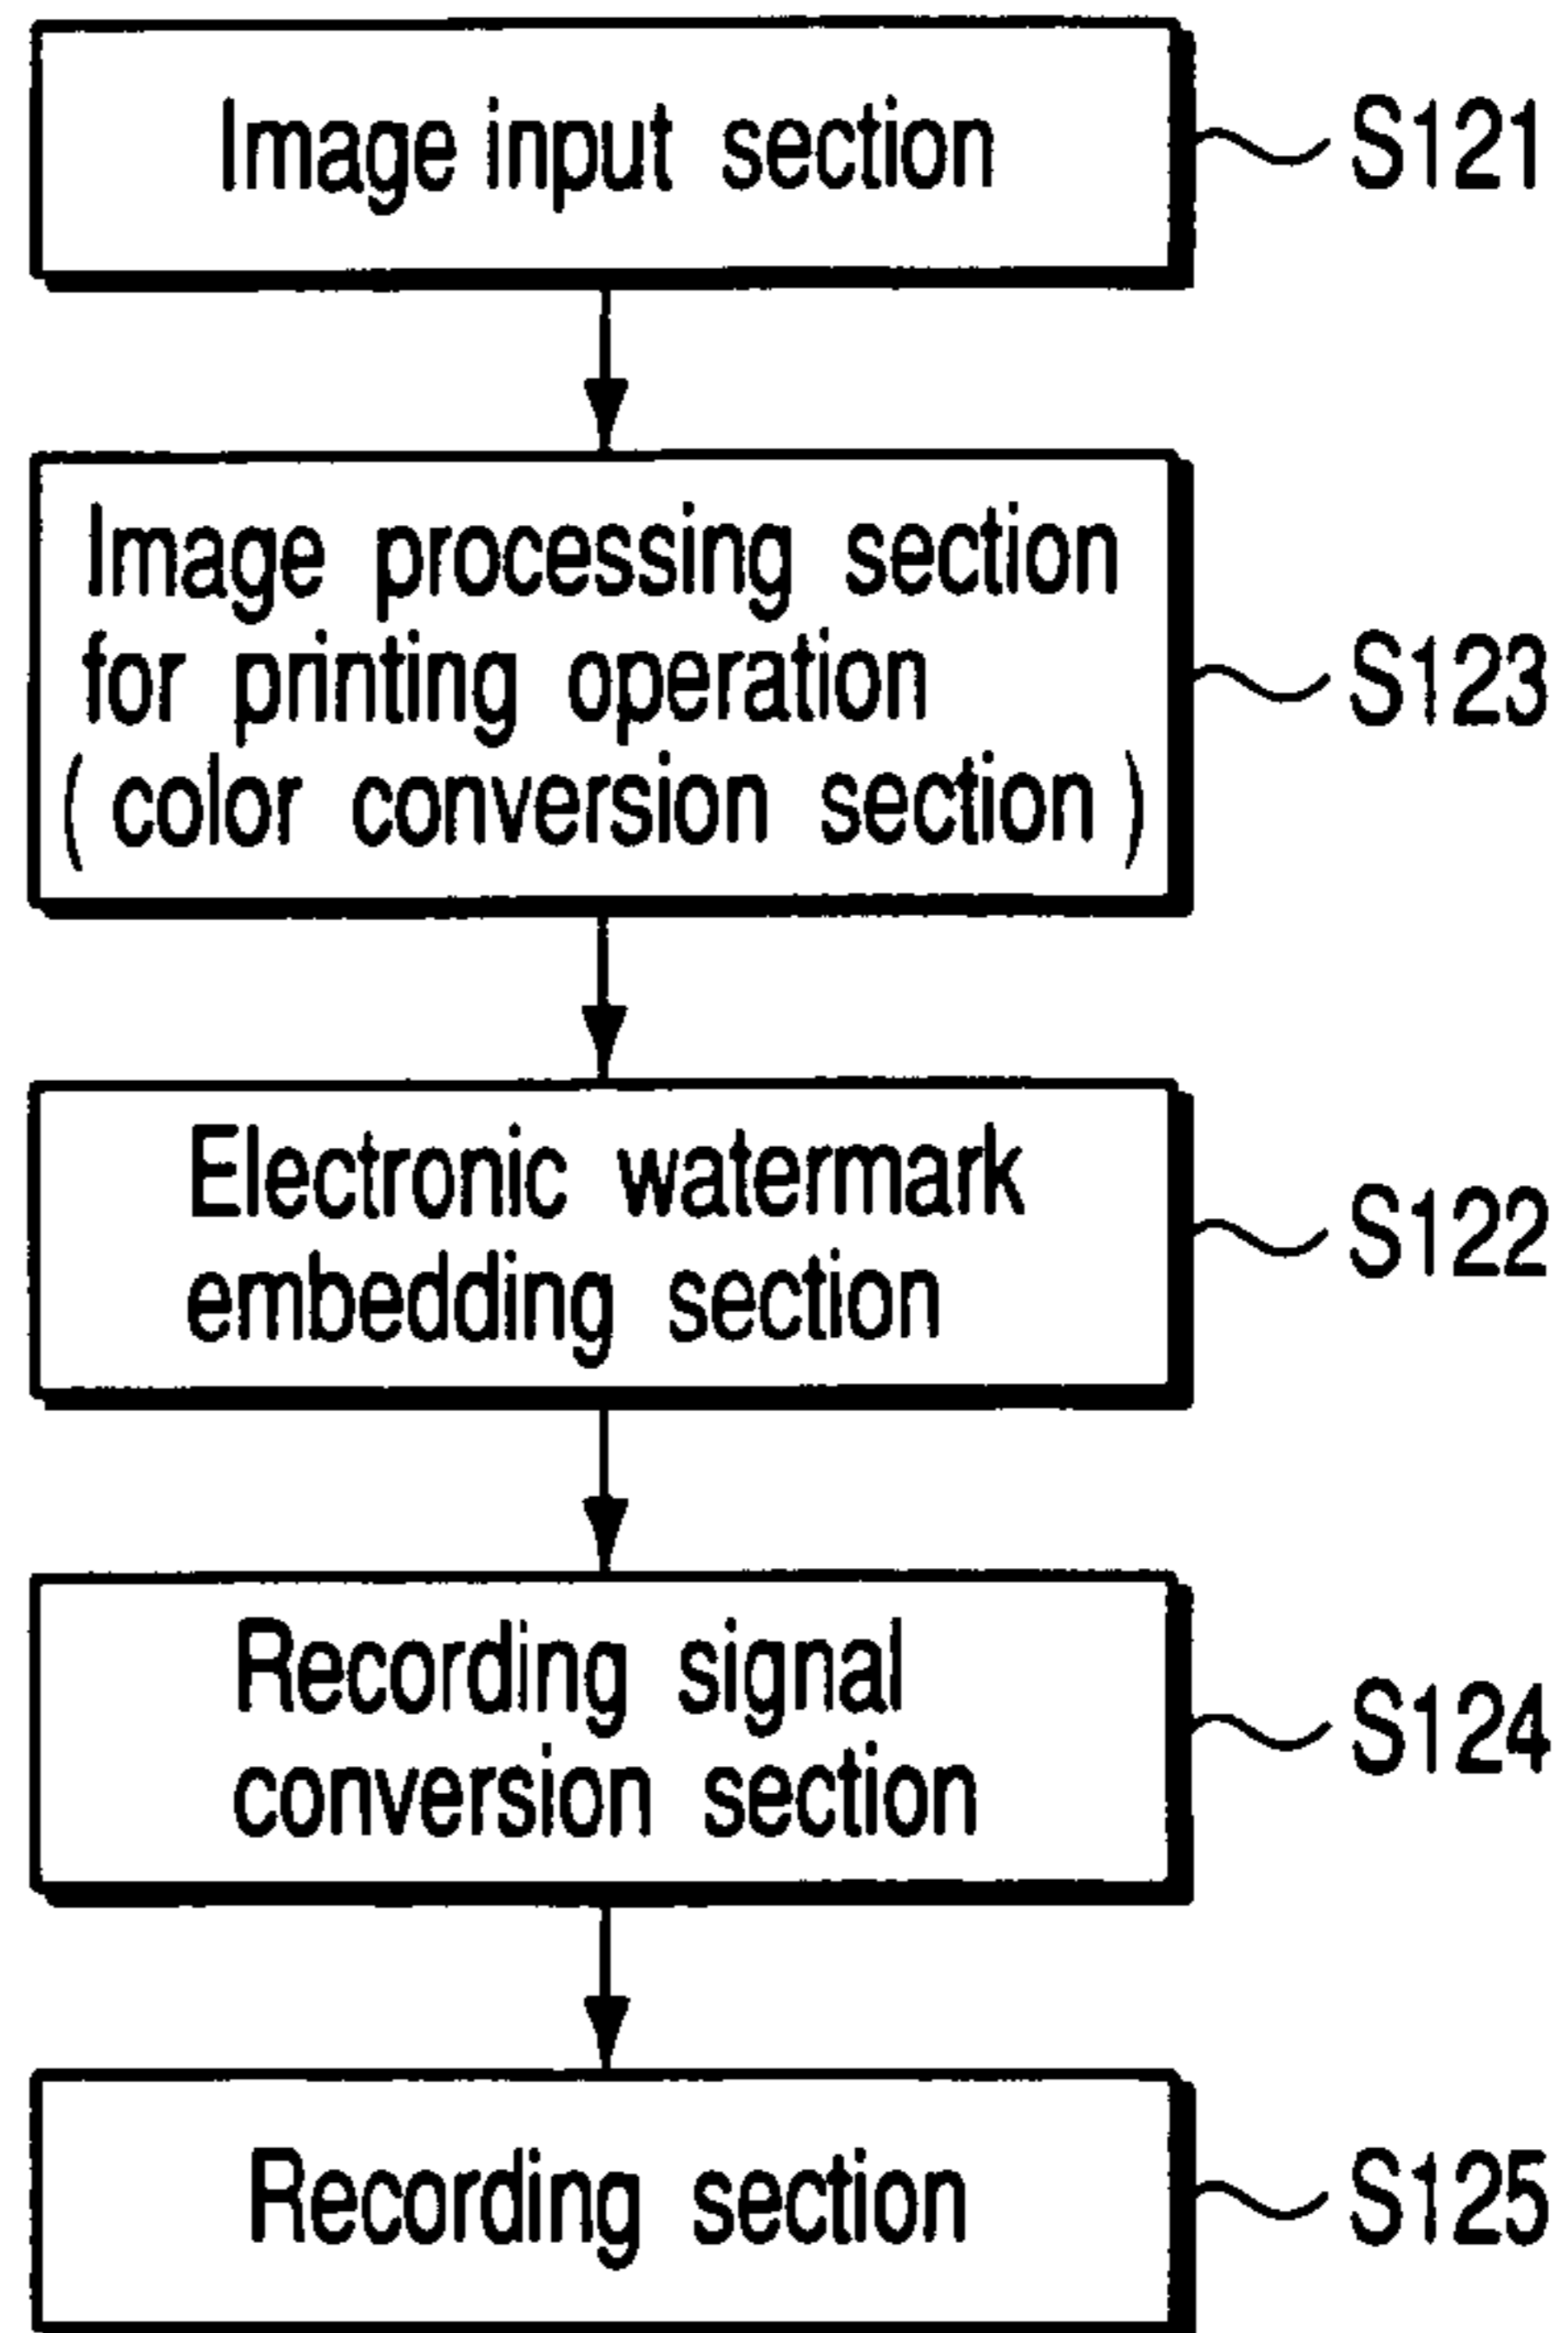 Image input section
S121
Image processing section
for printing operation
( color conversion section )
S123
Electronic watermark
embedding section
S122
Recording signal
conversion section
S124
Recording section
S125